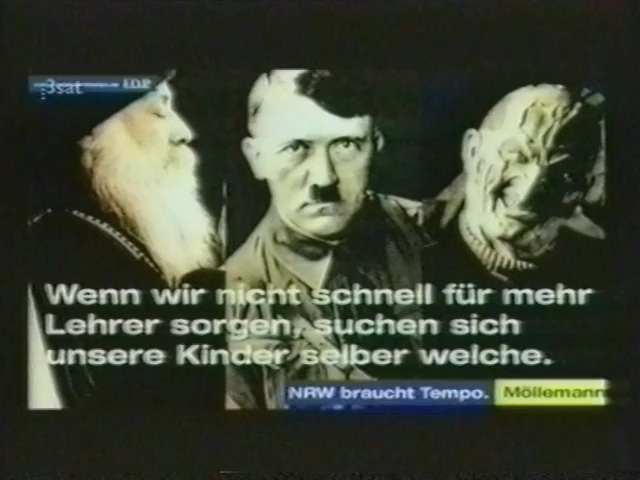 3sat
F.D.P.
Wenn wir nicht schnell für mehr
Lehrer sorgen, suchen sich
unsere Kinder selber welche.
NRW braucht Tempo. Möllemann